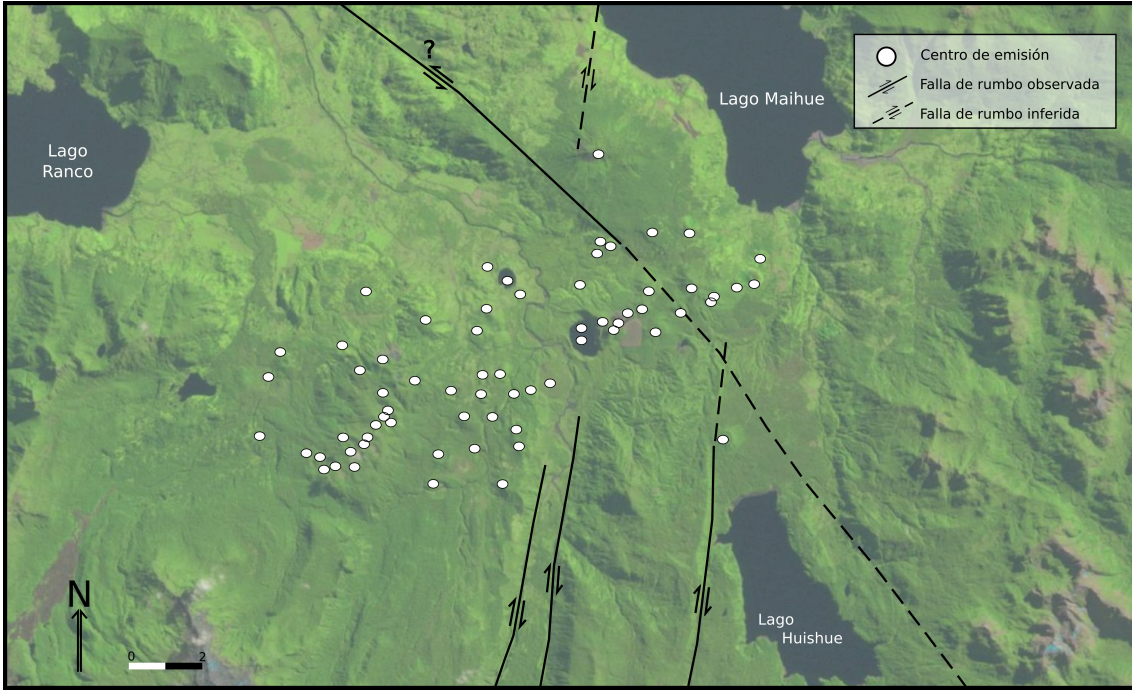 ?
Lago Maihue
Centro de emisión
Falla de rumbo observada
Falla de rumbo inferida
Lago
Ranco
N
0 2
Lago
Huishue